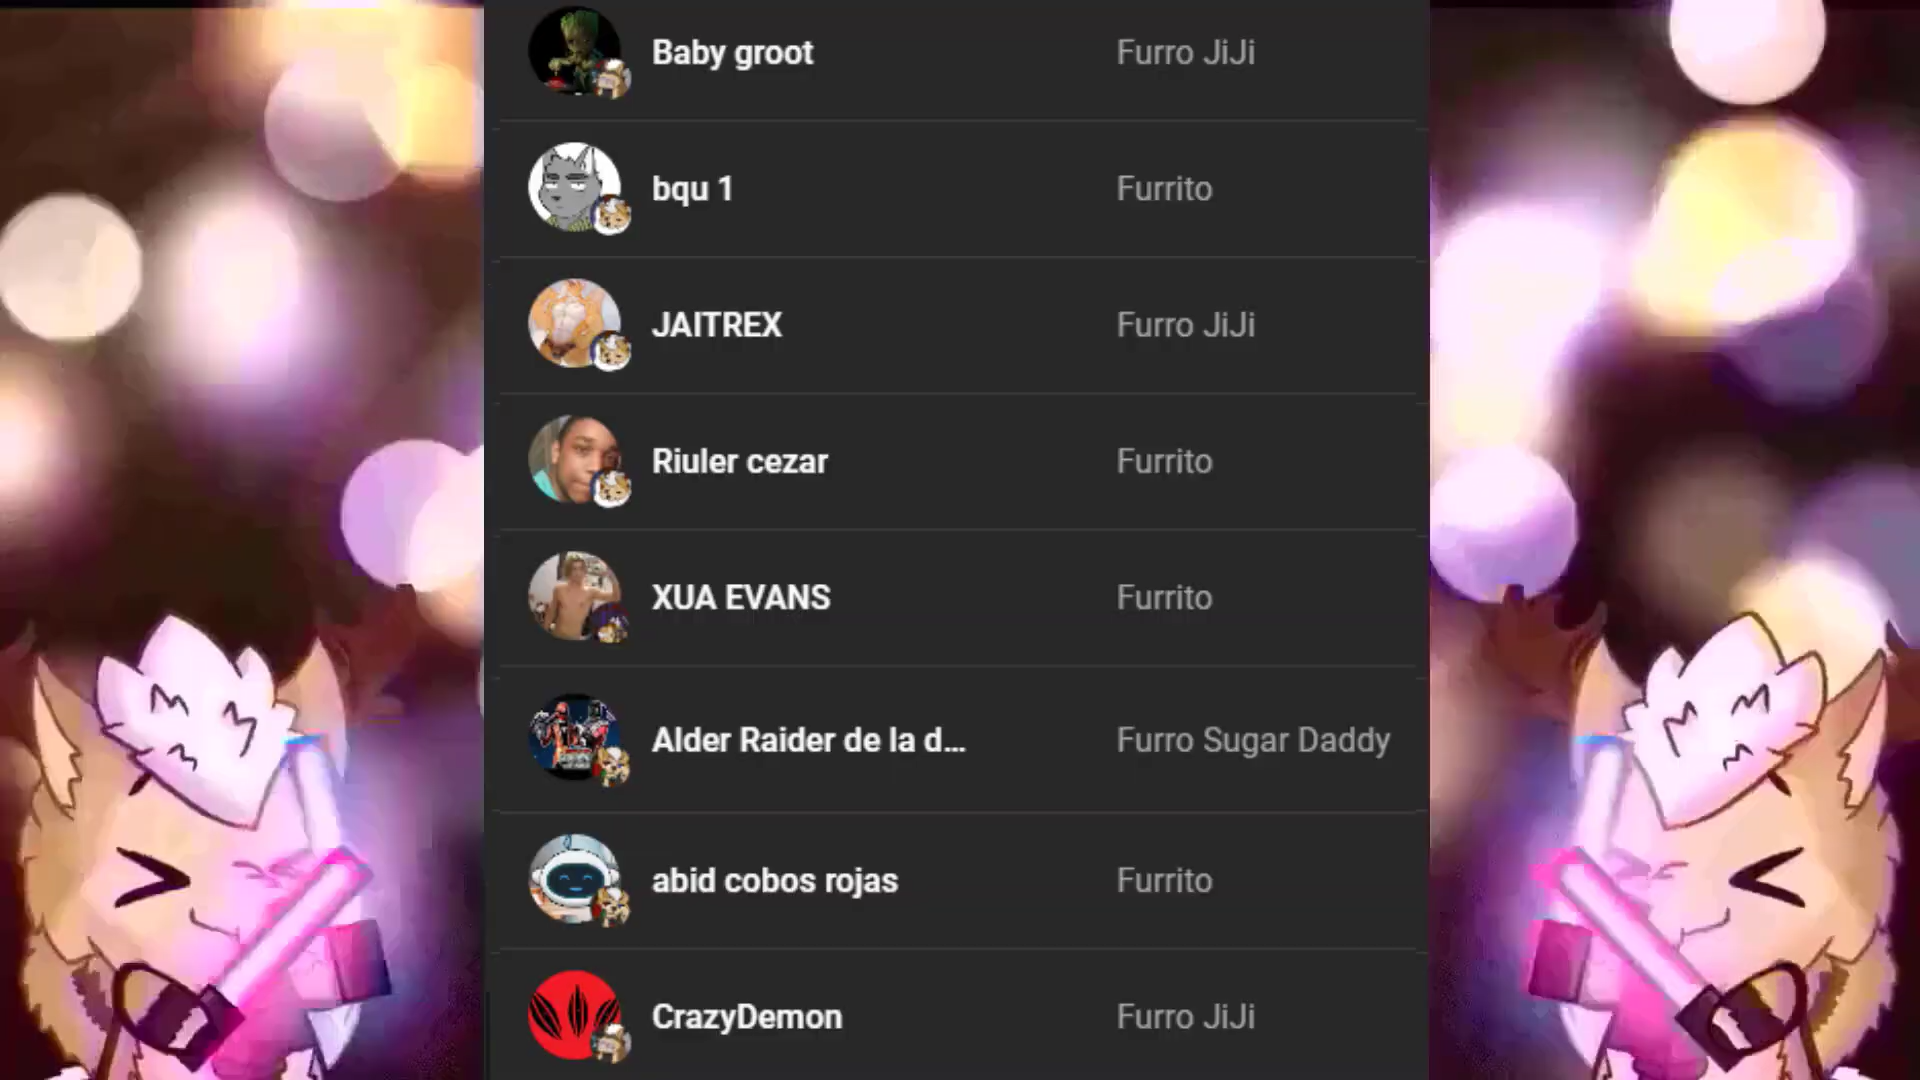 Baby groot Furro JiJi
bqu 1 Furrito
JAITREX Furro JiJi
Riuler cezar Furrito
XUA EVANS Furrito
Alder Raider de la d... Furro Sugar Daddy
abid cobos rojas Furrito
CrazyDemon Furro JiJi